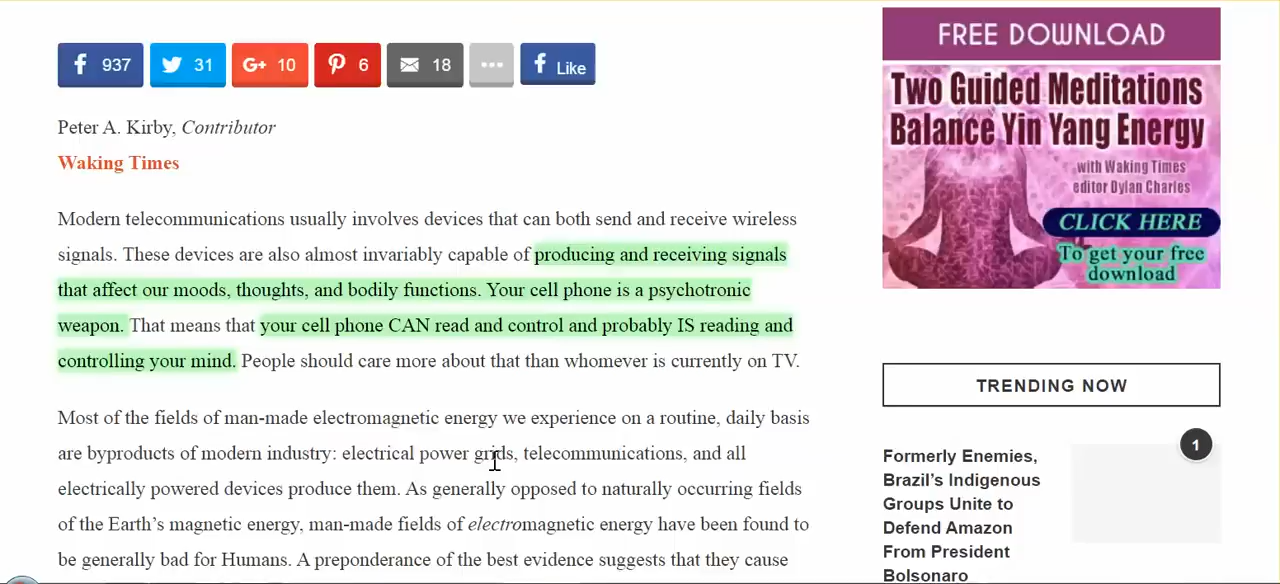 937
31
G+ 10
6
18
Like
Peter A. Kirby, Contributor
Waking Times
Modern telecommunications usually involves devices that can both send and receive wireless
signals. These devices are also almost invariably capable of producing and receiving signals
that affect our moods, thoughts, and bodily functions. Your cell phone is a psychotronic
weapon. That means that your cell phone CAN read and control and probably IS reading and
controlling your mind. People should care more about that than whomever is currently on TV.
Most of the fields of man-made electromagnetic energy we experience on a routine, daily basis
are byproducts of modern industry: electrical power grids, telecommunications, and all
electrically powered devices produce them. As generally opposed to naturally occurring fields
of the Earth’s magnetic energy, man-made fields of electromagnetic energy have been found to
be generally bad for Humans. A preponderance of the best evidence suggests that they cause
FREE DOWNLOAD
Two Guided Meditations
Balance Yin Yang Energy
with Waking Times
editor Dylan Charles
CLICK HERE
To get your free
download
TRENDING NOW
1
Formerly Enemies,
Brazil’s Indigenous
Groups Unite to
Defend Amazon
From President
Bolsonaro